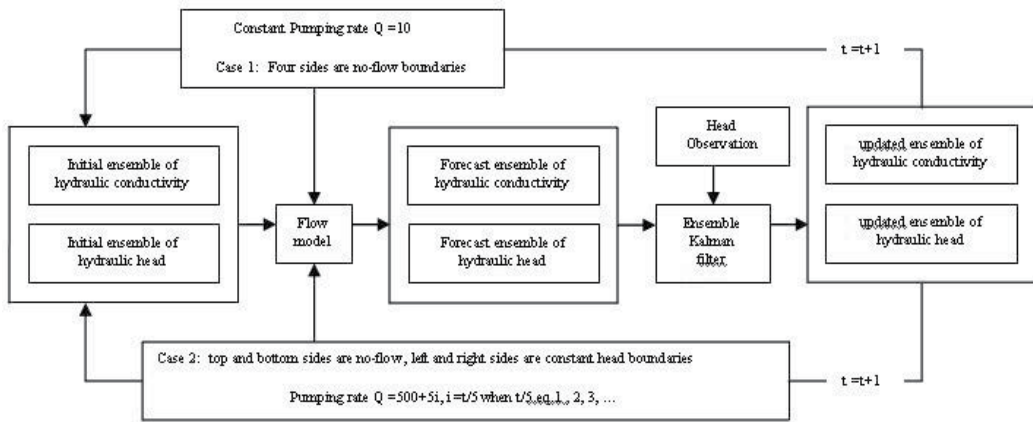 Constant Pumping rate Q =10
Case 1: Four sides are no-flow boundaries
t =t+1
Initial ensemble of
hydraulic conductivity
Initial ensemble of
hydraulic head
Flow
model
Forecast ensemble of
hydraulic conductivity
Forecast ensemble of
hydraulic head
Head
Observation
Ensemble
Kalman
filter
updated ensemble of
hydraulic conductivity
updated ensemble of
hydraulic head
Case 2: top and bottom sides are no-flow, left and right sides are constant head boundaries
Pumping rate Q =500+5i, i =t/5 when t/5 eq 1, 2, 3, …
t =t+1